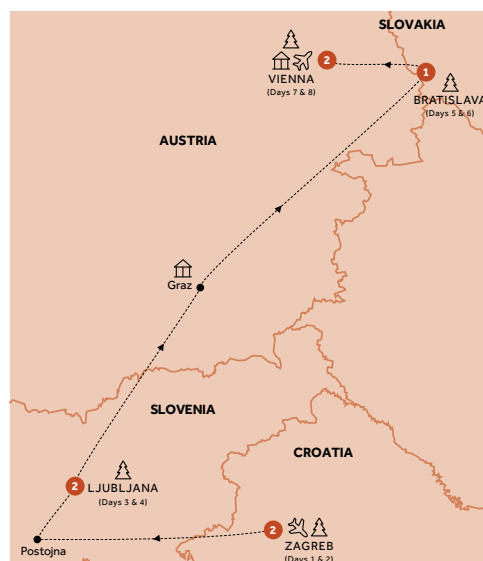 SLOVAKIA
2
VIENNA
(Days 7 & 8)
1
BRATISLAVA
(Days 5 & 6)
AUSTRIA
Graz
SLOVENIA
CROATIA
2
LJUBLJANA
(Days 3 & 4)
2
ZAGREB
(Days 1 & 2)
Postojna